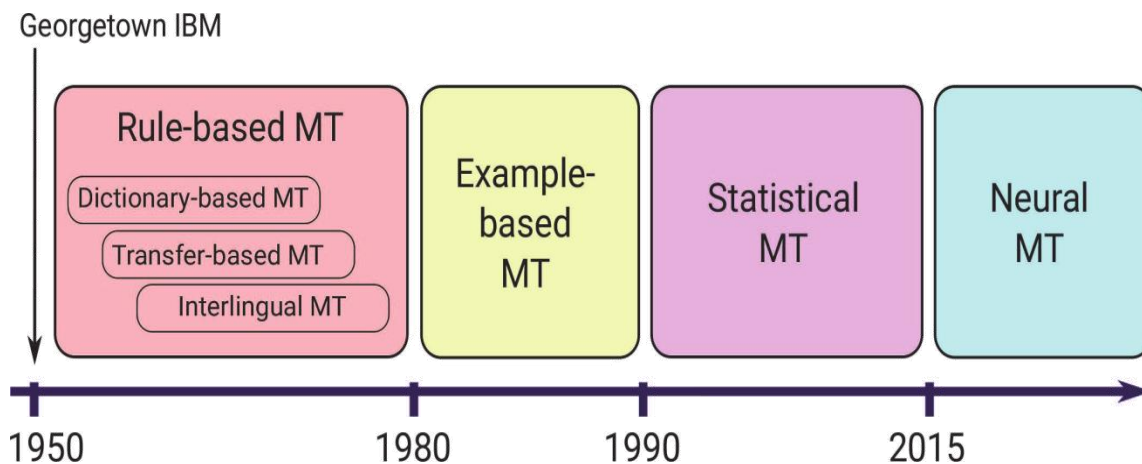 Georgetown IBM
Rule-based MT
Dictionary-based MT
Transfer-based MT
Interlingual MT
Example-
based
MT
Statistical
MT
Neural
MT
1950
1980
1990
2015